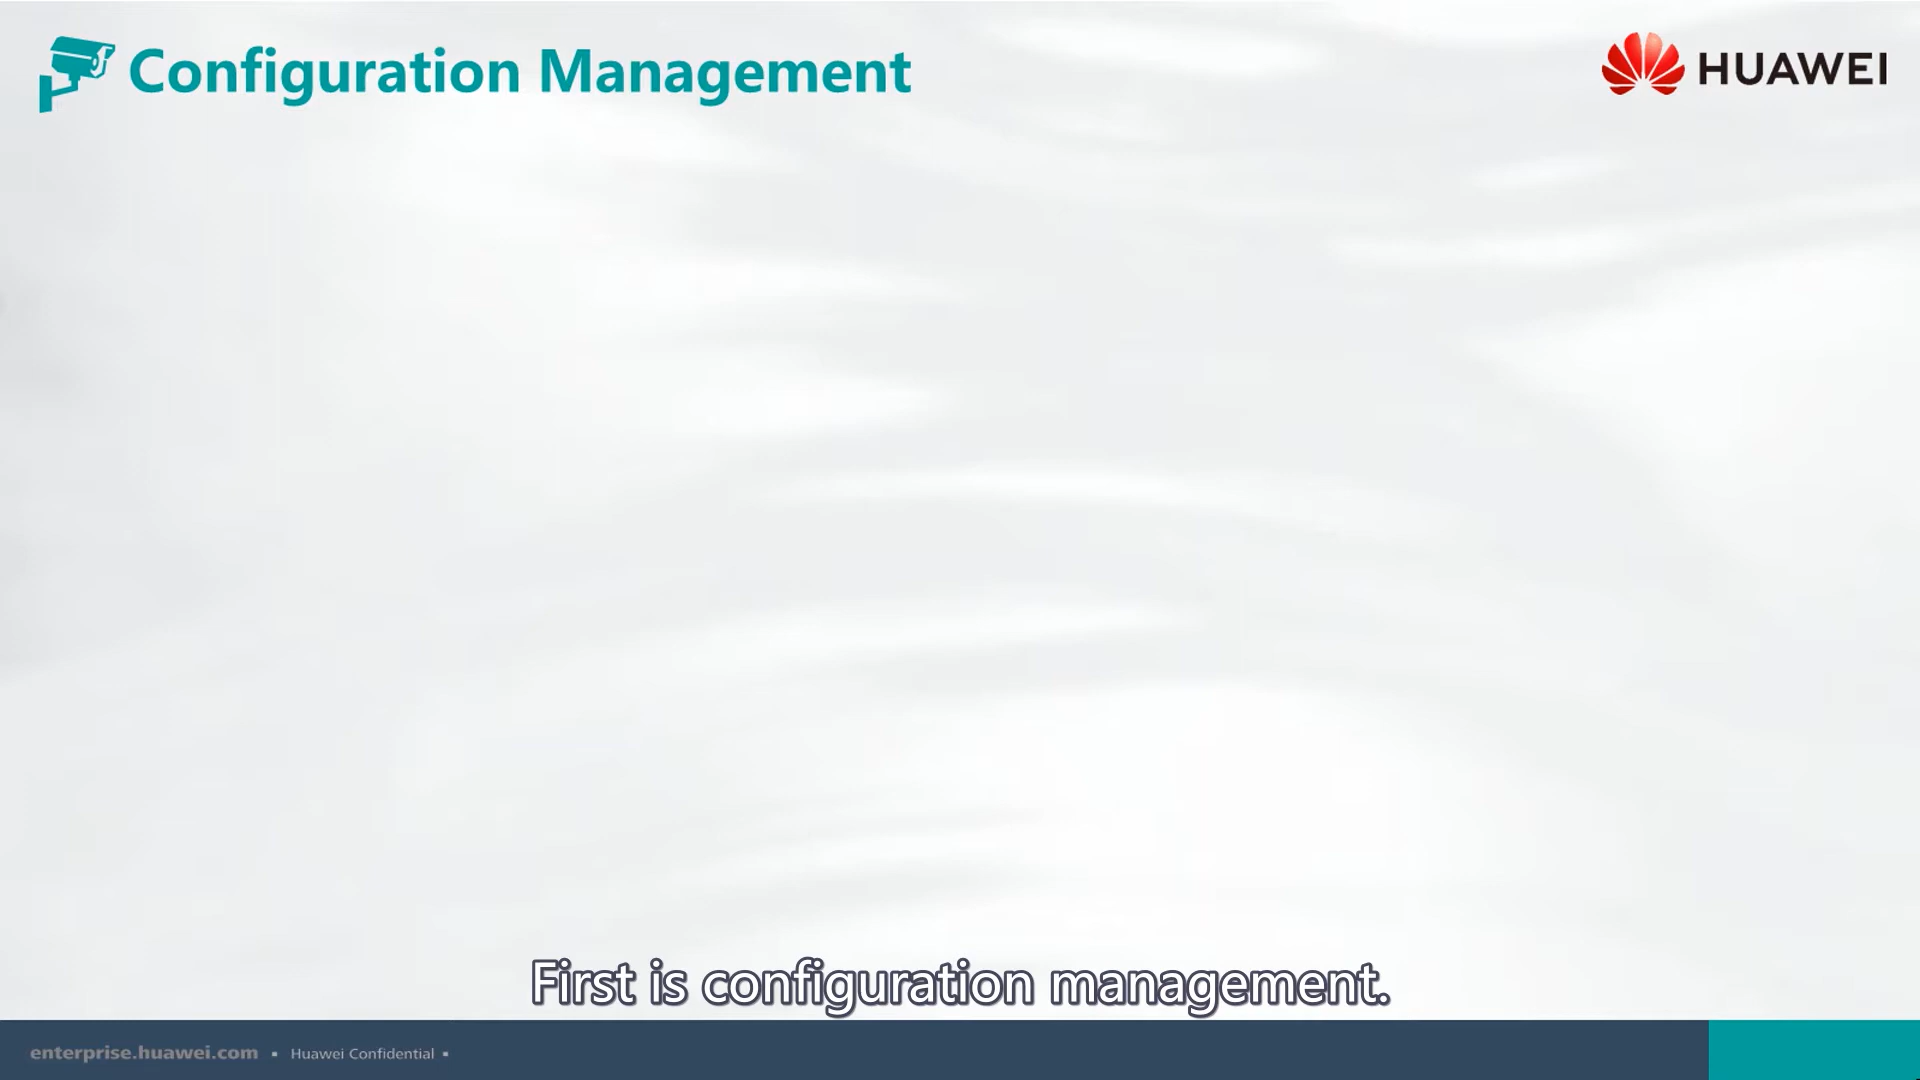 Configuration Management
HUAWEI
First is configuration management.
enterprise.huawei.com ▪ Huawei Confidential ▪